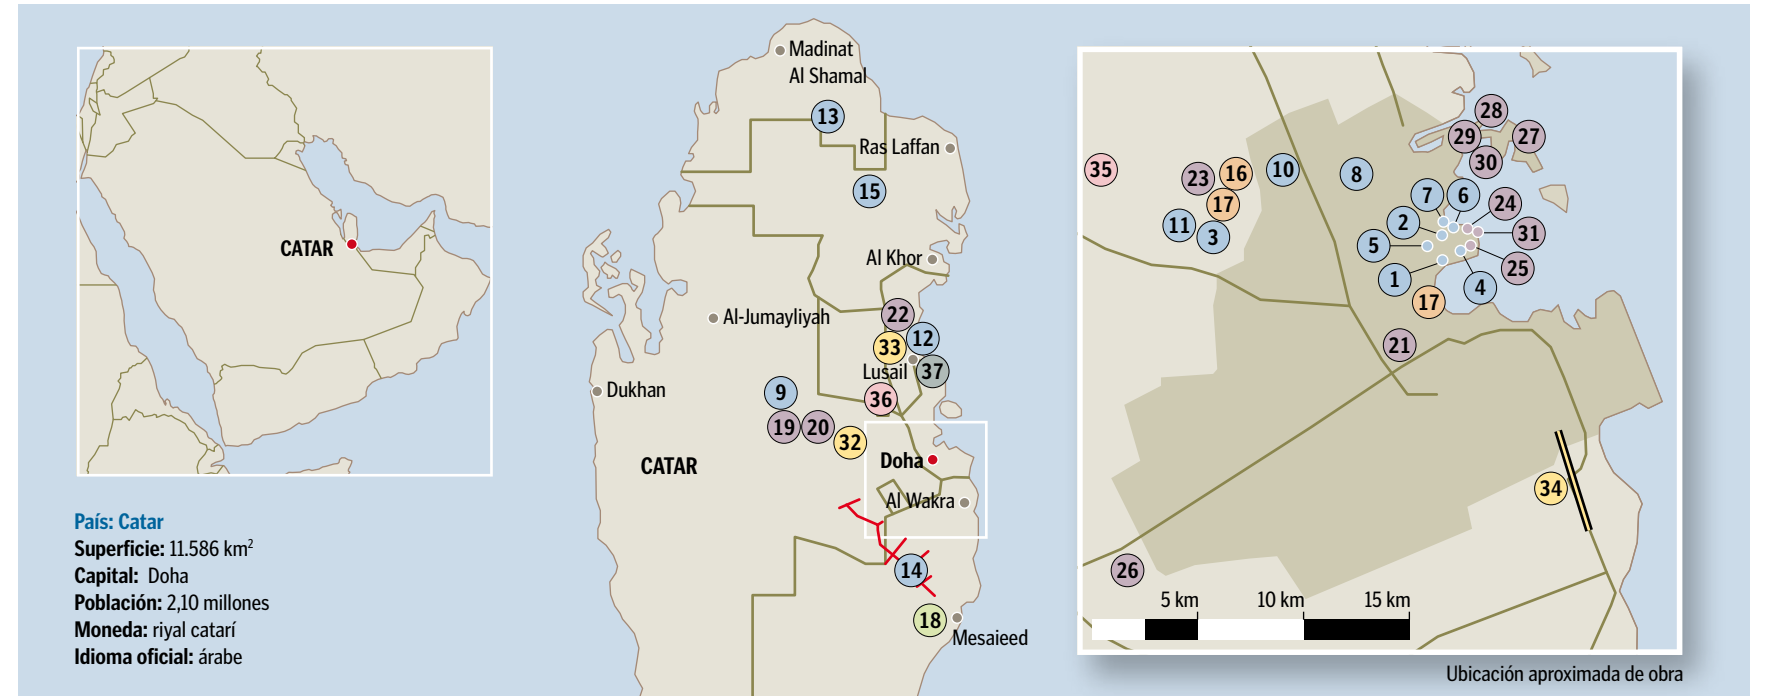 CATAR
País: Catar
Superficie: 11.586 km²
Capital: Doha
Población: 2,10 millones
Moneda: riyal catarí
Idioma oficial: árabe
Madinat
Al Shamal
13
Ras Laffan
15
Al Khor
Al-Jumayliyah
22
12
33
Lusail
37
Dukhan
9
36
19
20
32
CATAR
Doha
Al Wakra
14
18
Mesaieed
28
29
27
30
35
23
16
10
8
17
7
6
24
11
3
2
31
5
25
1
4
17
21
34
26
5 km
10 km
15 km
Ubicación aproximada de obra